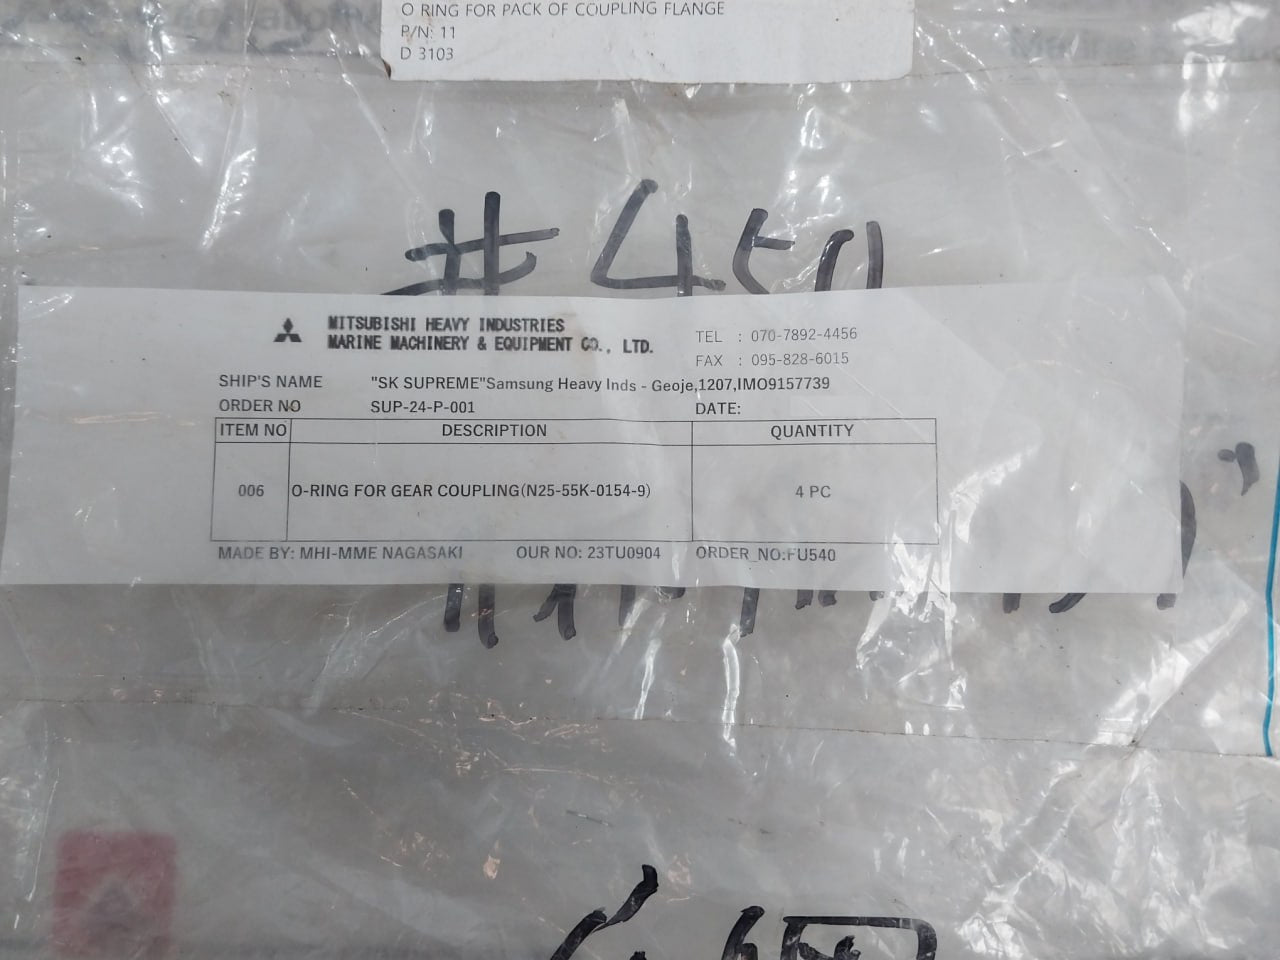 O RING FOR PACK OF COUPLING FLANGE
P/N: 11
D 3103
#450
MITSUBISHI HEAVY INDUSTRIES
MARINE MACHINERY & EQUIPMENT CO., LTD.
TEL : 070-7892-4456
FAX : 095-828-6015
SHIP'S NAME "SK SUPREME"Samsung Heavy Inds - Geoje,1207,IMO9157739
ORDER NO SUP-24-P-001 DATE:
ITEM NO DESCRIPTION QUANTITY
006 O-RING FOR GEAR COUPLING(N25-55K-0154-9) 4 PC
MADE BY: MHI-MME NAGASAKI OUR NO: 23TU0904 ORDER_NO:FU540